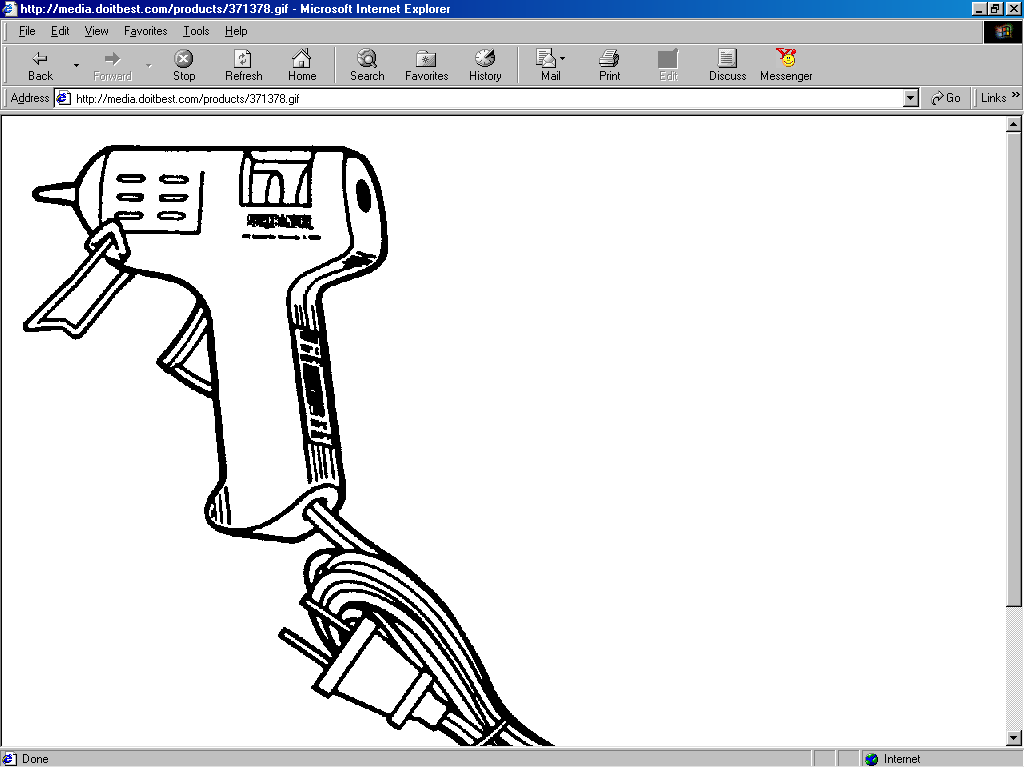 http://media.doitbest.com/products/371378.gif - Microsoft Internet Explorer
File Edit View Favorites Tools Help
Back Forward Stop Refresh Home Search Favorites History Mail Print Edit Discuss Messenger
Address http://media.doitbest.com/products/371378.gif Go Links »
Done Internet